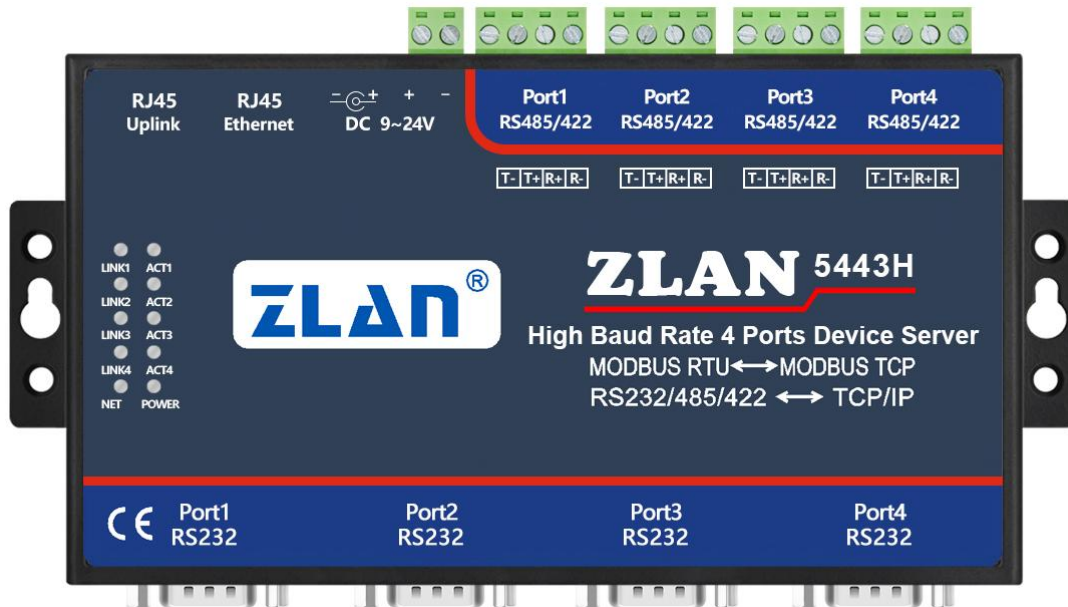 RJ45
Uplink
RJ45
Ethernet
- + + -
DC 9~24V
Port1
RS485/422
Port2
RS485/422
Port3
RS485/422
Port4
RS485/422
T- T+ R+ R-
T- T+ R+ R-
T- T+ R+ R-
T- T+ R+ R-
LINK1 ACT1
LINK2 ACT2
LINK3 ACT3
LINK4 ACT4
NET POWER
ZLAN®
ZLAN 5443H
High Baud Rate 4 Ports Device Server
MODBUS RTU↔MODBUS TCP
RS232/485/422 ↔ TCP/IP
CE
Port1
RS232
Port2
RS232
Port3
RS232
Port4
RS232